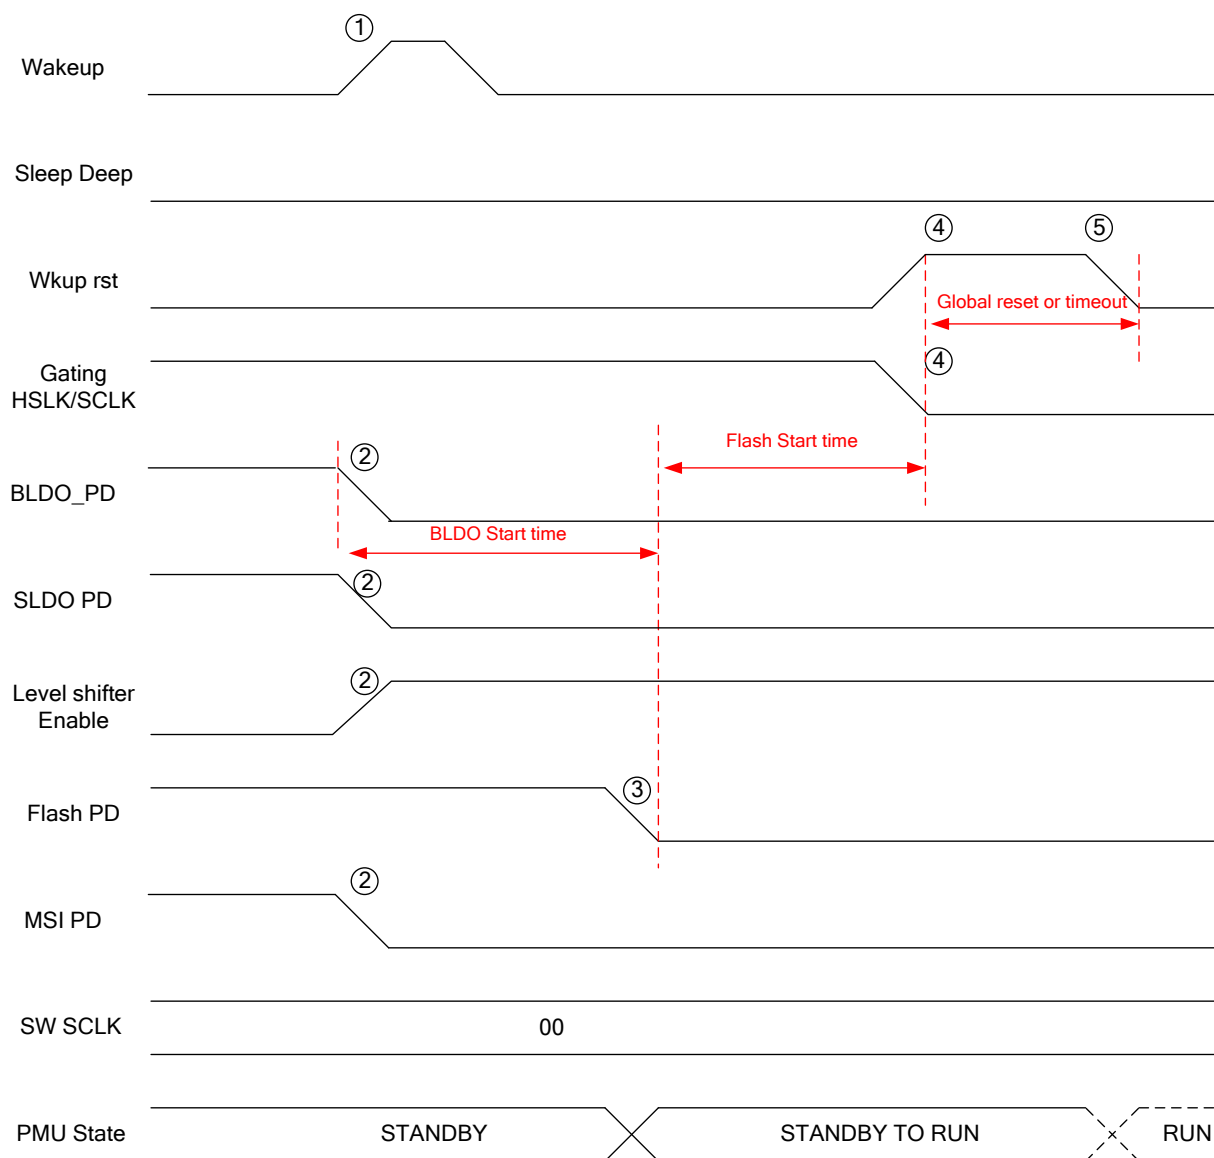 ①
Wakeup
Sleep Deep
④
⑤
Wkup rst
Global reset or timeout
④
Gating
HSLK/SCLK
Flash Start time
②
BLDO_PD
BLDO Start time
②
SLDO PD
②
Level shifter
Enable
③
Flash PD
②
MSI PD
SW SCLK
00
PMU State
STANDBY
STANDBY TO RUN
RUN